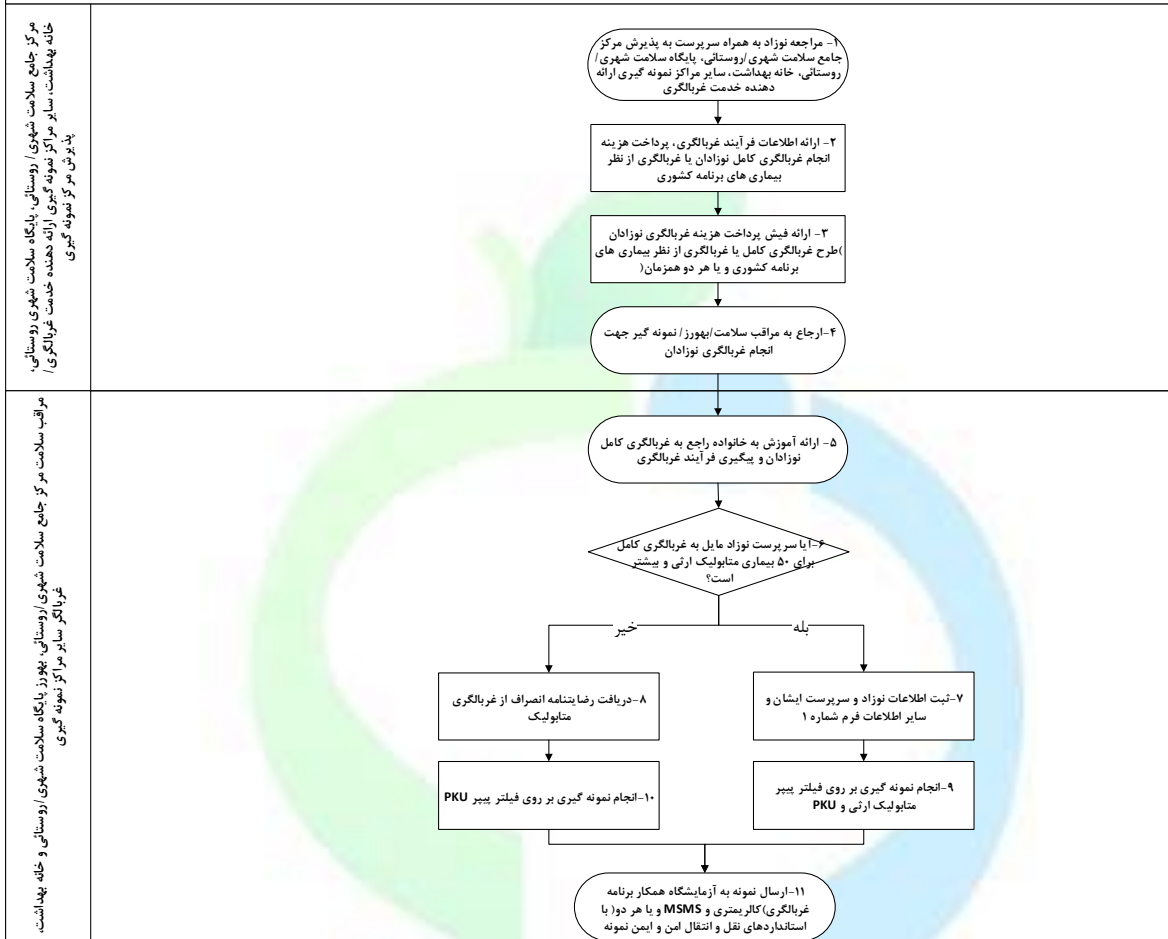 مرکز جامع سلامت شهری/ روستائی، پایگاه سلامت شهری روستائی،
خانه بهداشت، سایر مراکز نمونه گیری ارائه دهنده خدمت غربالگری/
پذیرش مرکز نمونه گیری
۱- مراجعه نوزاد به همراه سرپرست به پذیرش مرکز
جامع سلامت شهری/روستائی، پایگاه سلامت شهری/
روستائی، خانه بهداشت، سایر مراکز نمونه گیری ارائه
دهنده خدمت غربالگری
۲- ارائه اطلاعات فرآیند غربالگری، پرداخت هزینه
انجام غربالگری کامل نوزادان یا غربالگری از نظر
بیماری های برنامه کشوری
۳- ارائه فیش پرداخت هزینه غربالگری نوزادان
)طرح غربالگری کامل یا غربالگری از نظر بیماری های
برنامه کشوری و یا هر دو همزمان(
۴-ارجاع به مراقب سلامت/بهورز/ نمونه گیر جهت
انجام غربالگری نوزادان
مراقب سلامت مرکز جامع سلامت شهری/روستائی، بهورز پایگاه سلامت شهری/روستائی و خانه بهداشت،
غربالگر سایر مراکز نمونه گیری
۵- ارائه آموزش به خانواده راجع به غربالگری کامل
نوزادان و پیگیری فرآیند غربالگری
۶-آیا سرپرست نوزاد مایل به غربالگری کامل
برای ۵۰ بیماری متابولیک ارثی و بیشتر
است؟
بله
خیر
۷-ثبت اطلاعات نوزاد و سرپرست ایشان و
سایر اطلاعات فرم شماره ۱
۸-دریافت رضایتنامه انصراف از غربالگری
متابولیک
۹-انجام نمونه گیری بر روی فیلتر پیپر
متابولیک ارثی و PKU
۱۰-انجام نمونه گیری بر روی فیلتر پیپر PKU
۱۱-ارسال نمونه به آزمایشگاه همکار برنامه
غربالگری)کالریمتری و MSMS و یا هر دو( با
استانداردهای نقل و انتقال امن و ایمن نمونه